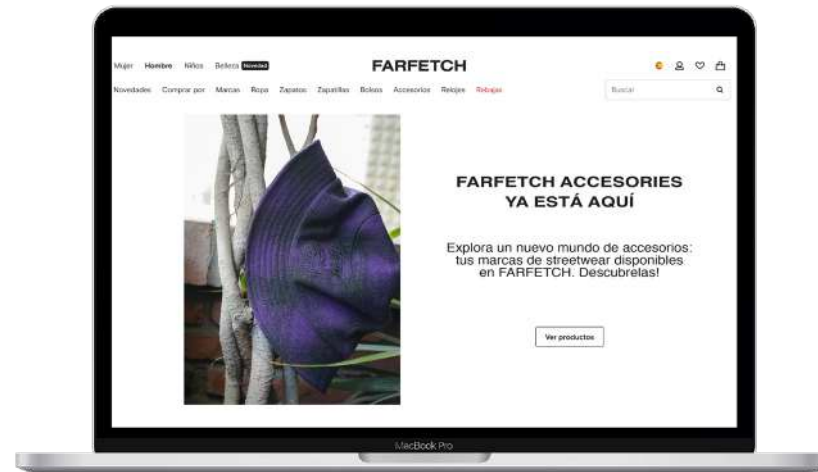 Mujer Hombre Niños Belleza Novedad
FARFETCH
Novedades Comprar por Marcas Ropa Zapatos Zapatillas Bolsos Accesorios Relojes Rebajas
Buscar
FARFETCH ACCESORIES
YA ESTÁ AQUÍ
Explora un nuevo mundo de accesorios:
tus marcas de streetwear disponibles
en FARFETCH. Descubrelas!
Ver productos
MacBook Pro